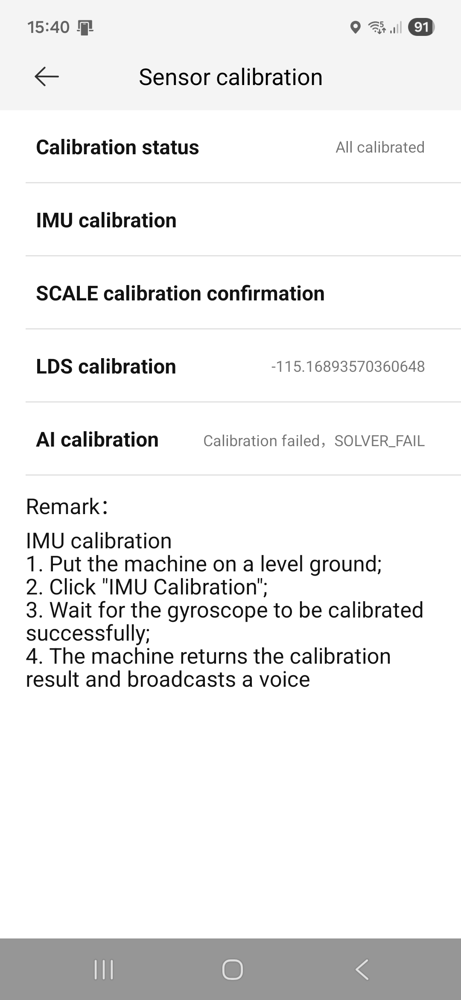 15:40
5
91
Sensor calibration
Calibration status All calibrated
IMU calibration
SCALE calibration confirmation
LDS calibration -115.16893570360648
AI calibration Calibration failed，SOLVER_FAIL
Remark：
IMU calibration
1. Put the machine on a level ground;
2. Click "IMU Calibration";
3. Wait for the gyroscope to be calibrated
successfully;
4. The machine returns the calibration
result and broadcasts a voice